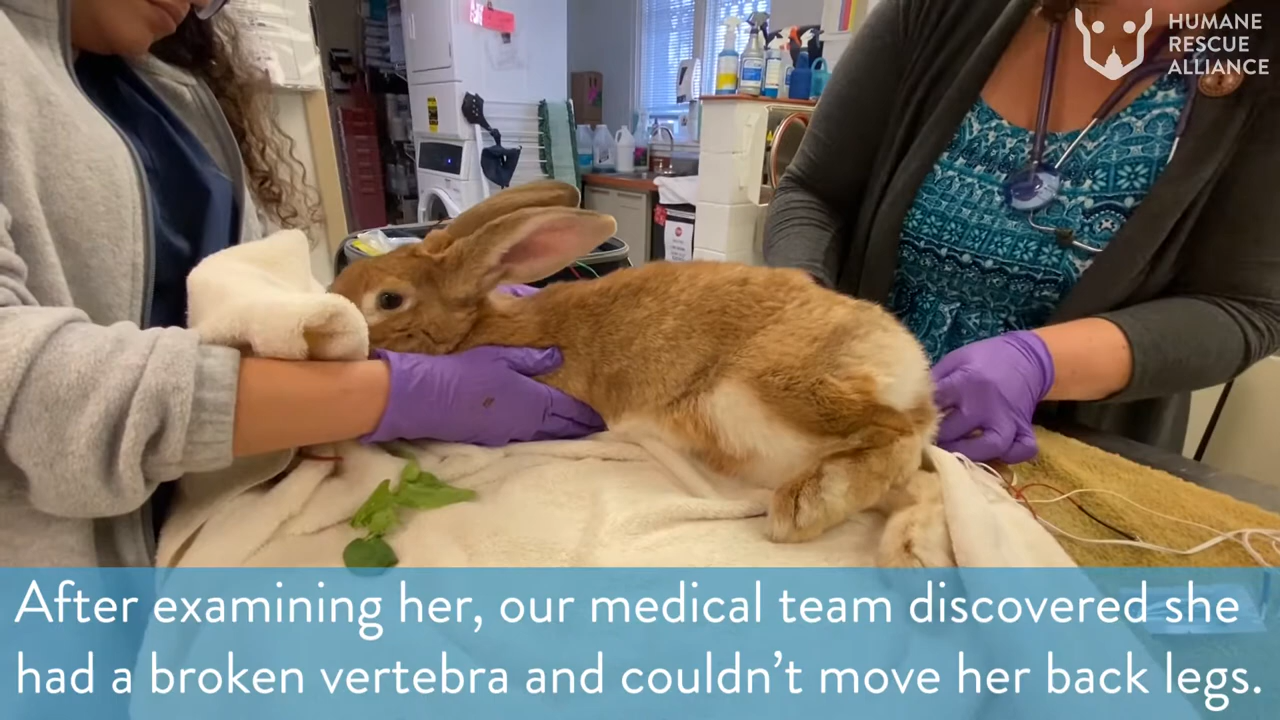 HUMANE
RESCUE
ALLIANCE
After examining her, our medical team discovered she
had a broken vertebra and couldn't move her back legs.